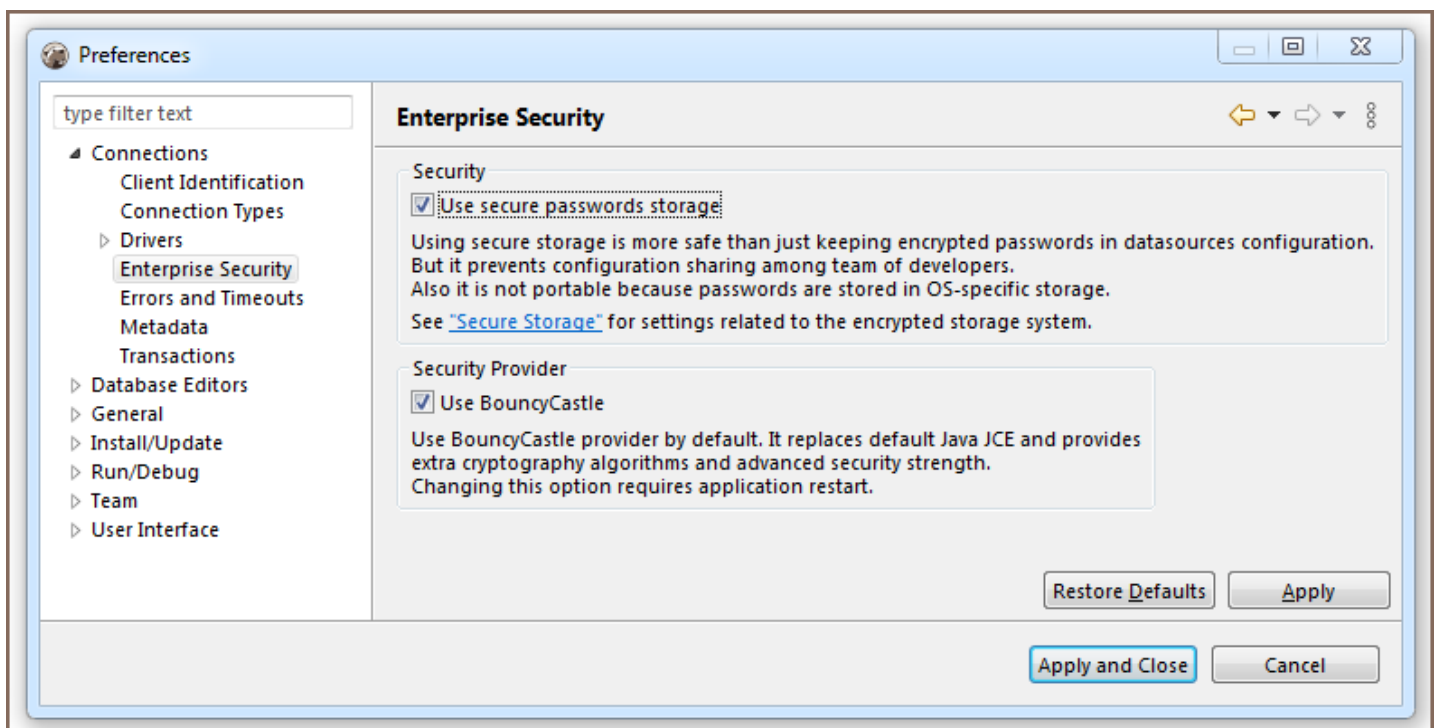 Preferences
type filter text
Connections
Client Identification
Connection Types
Drivers
Enterprise Security
Errors and Timeouts
Metadata
Transactions
Database Editors
General
Install/Update
Run/Debug
Team
User Interface
Enterprise Security
Security
Use secure passwords storage
Using secure storage is more safe than just keeping encrypted passwords in datasources configuration.
But it prevents configuration sharing among team of developers.
Also it is not portable because passwords are stored in OS-specific storage.
See "Secure Storage" for settings related to the encrypted storage system.
Security Provider
Use BouncyCastle
Use BouncyCastle provider by default. It replaces default Java JCE and provides
extra cryptography algorithms and advanced security strength.
Changing this option requires application restart.
Restore Defaults
Apply
Apply and Close
Cancel